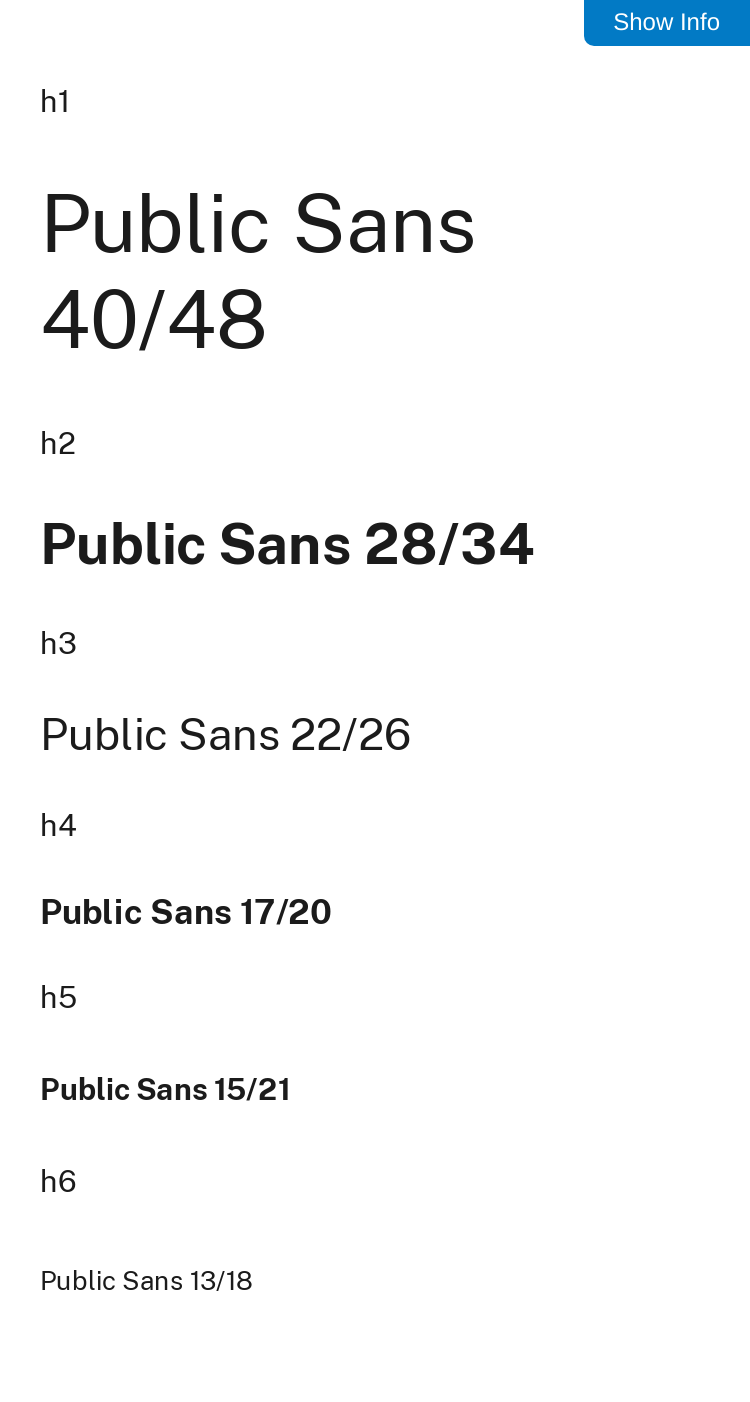 Show Info
h1
Public Sans
40/48
h2
Public Sans 28/34
h3
Public Sans 22/26
h4
Public Sans 17/20
h5
Public Sans 15/21
h6
Public Sans 13/18